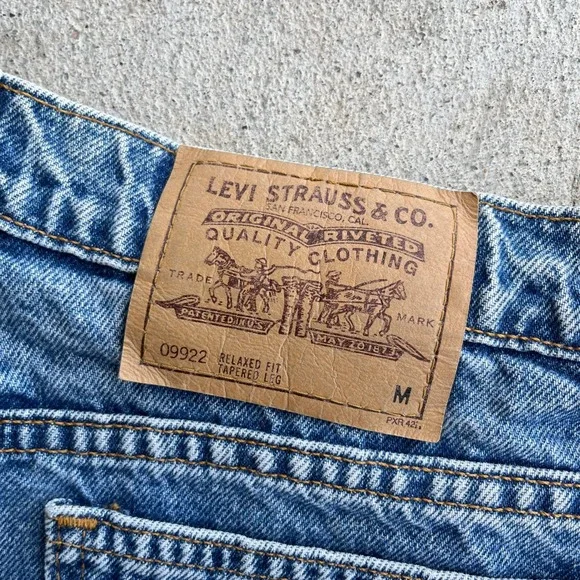 LEVI STRAUSS & CO.
SAN FRANCISCO, CAL.
ORIGINAL RIVETED
QUALITY CLOTHING
TRADE MARK
PATENTED IN U.S. MAY 20 1873
09922 RELAXED FIT
TAPERED LEG
M